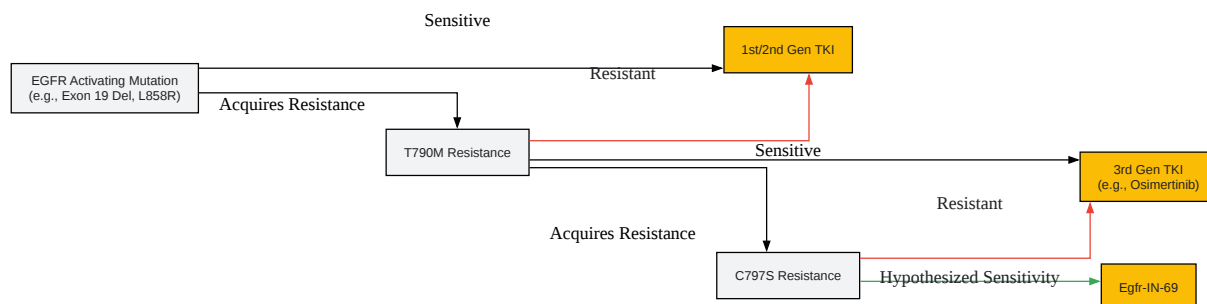 Sensitive
1st/2nd Gen TKI
EGFR Activating Mutation
(e.g., Exon 19 Del, L858R)
Resistant
Acquires Resistance
T790M Resistance
Sensitive
3rd Gen TKI
(e.g., Osimertinib)
Resistant
Acquires Resistance
C797S Resistance
Hypothesized Sensitivity
Egfr-IN-69